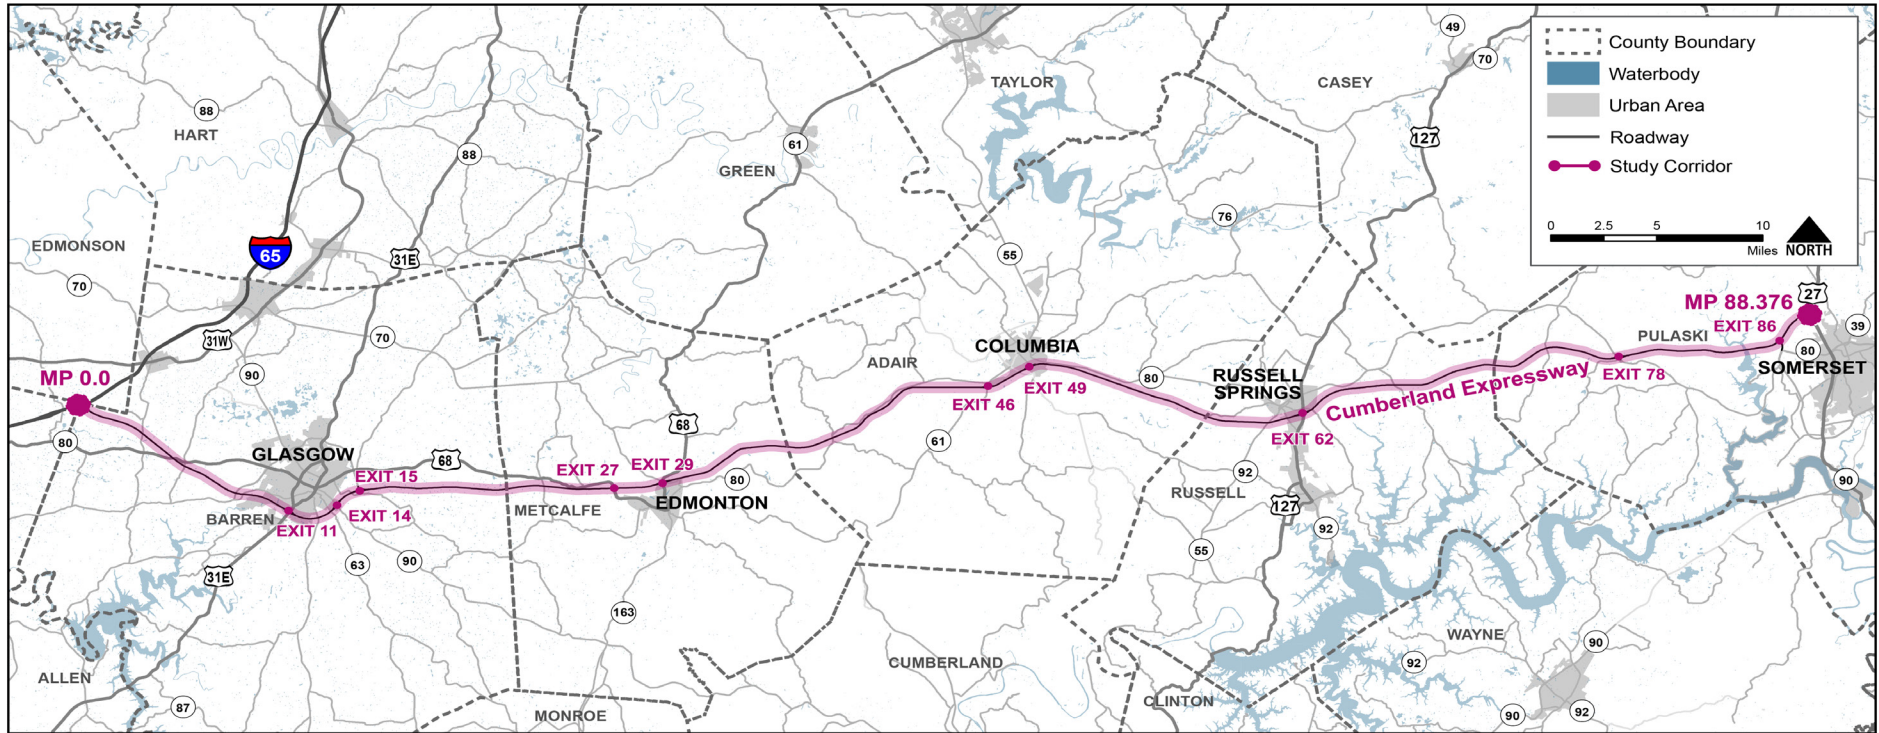 49
70
TAYLOR
CASEY
88
HART
127
61
88
GREEN
76
EDMONSON
65
31E
55
70
County Boundary
Waterbody
Urban Area
Roadway
Study Corridor
0 2.5 5 10
Miles
NORTH
27
MP 88.376
EXIT 86
39
PULASKI
80
SOMERSET
31W
70
90
COLUMBIA
ADAIR
MP 0.0
80
RUSSELL
SPRINGS
EXIT 78
Cumberland Expressway
EXIT 49
EXIT 46
68
61
EXIT 62
80
GLASGOW
68
EXIT 27
EXIT 29
80
92
EXIT 15
EDMONTON
RUSSELL
90
METCALFE
127
BARREN
EXIT 14
EXIT 11
92
55
63
90
31E
163
WAYNE
90
ALLEN
CUMBERLAND
92
87
MONROE
CLINTON
90
92